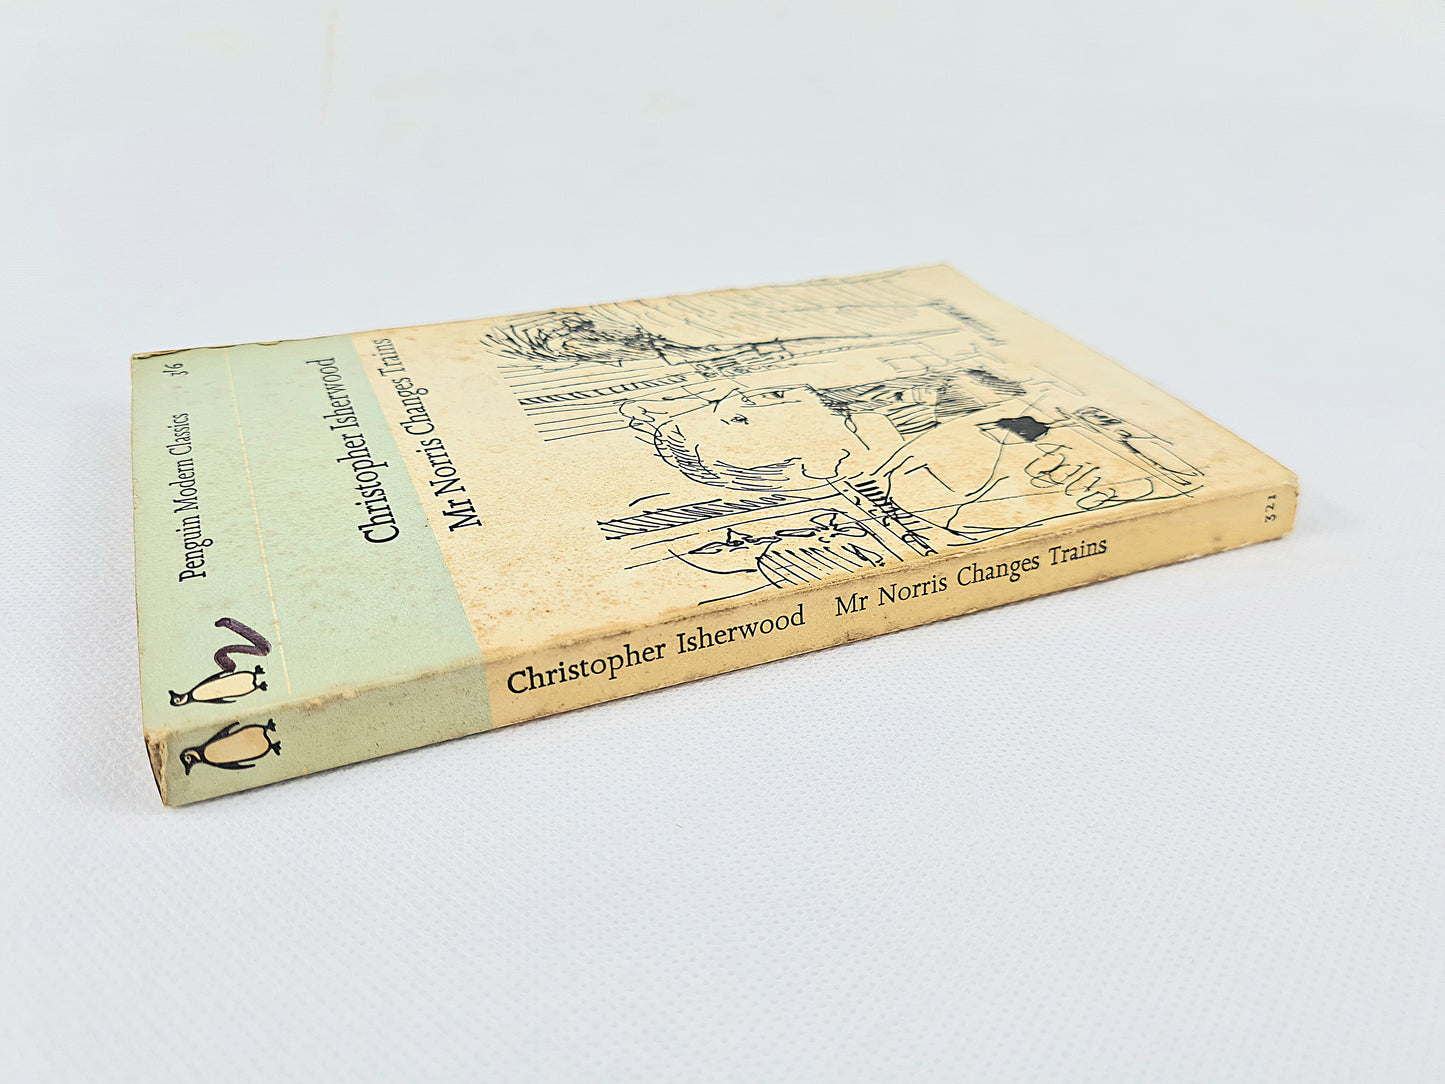 Penguin Modern Classics 3'6
Christopher Isherwood
Mr Norris Changes Trains
Christopher Isherwood Mr Norris Changes Trains 321